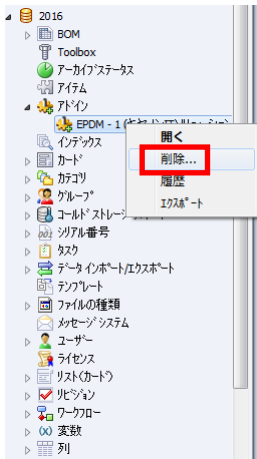 2016
BOM
Toolbox
アーカイブステータス
アイテム
アドイン
EPDM - 1
開く
インデックス
削除...
カード
カテゴリ
履歴
グループ
エクスポート
コールドストレージ
シリアル番号
タスク
データ インポート/エクスポート
テンプレート
ファイルの種類
メッセージ システム
ユーザー
ライセンス
リスト(カード)
リビジョン
ワークフロー
変数
列